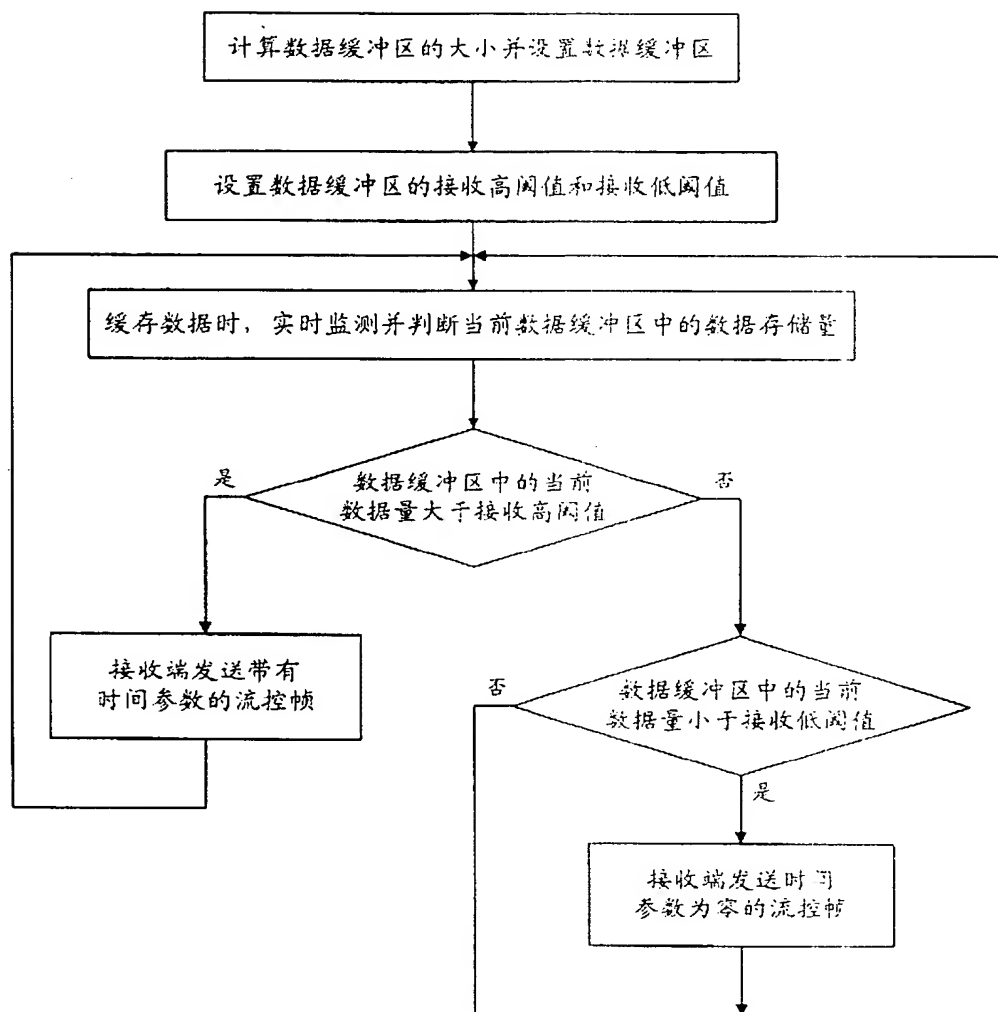 计算数据缓冲区的大小并设置数据缓冲区
设置数据缓冲区的接收高阈值和接收低阈值
缓存数据时，实时监测并判断当前数据缓冲区中的数据存储量
是
数据缓冲区中的当前
数据量大于接收高阈值
否
接收端发送带有
时间参数的流控帧
否
数据缓冲区中的当前
数据量小于接收低阈值
是
接收端发送时间
参数为零的流控帧